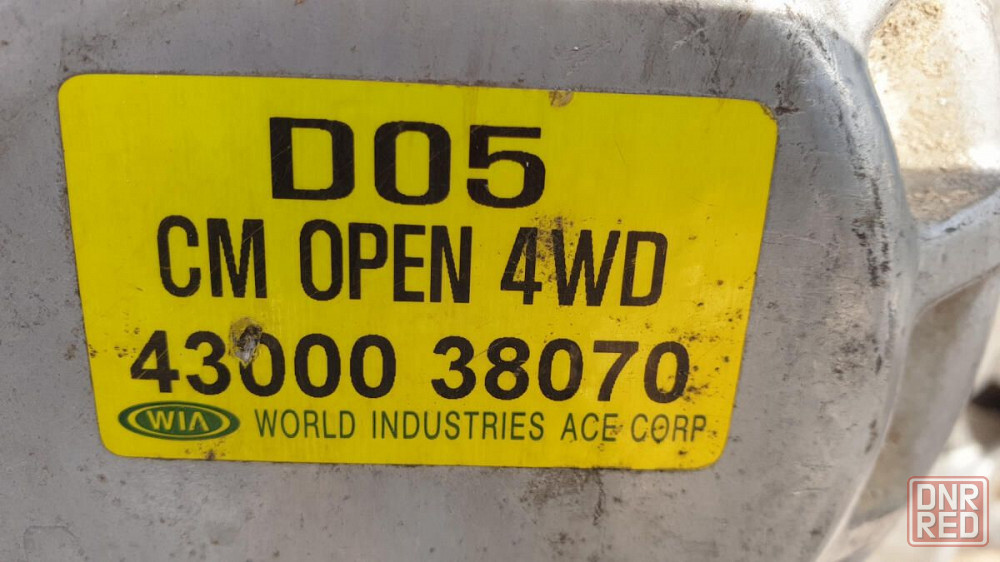 D05
CM OPEN 4WD
43000 38070
WIA WORLD INDUSTRIES ACE CORP
DNR
RED